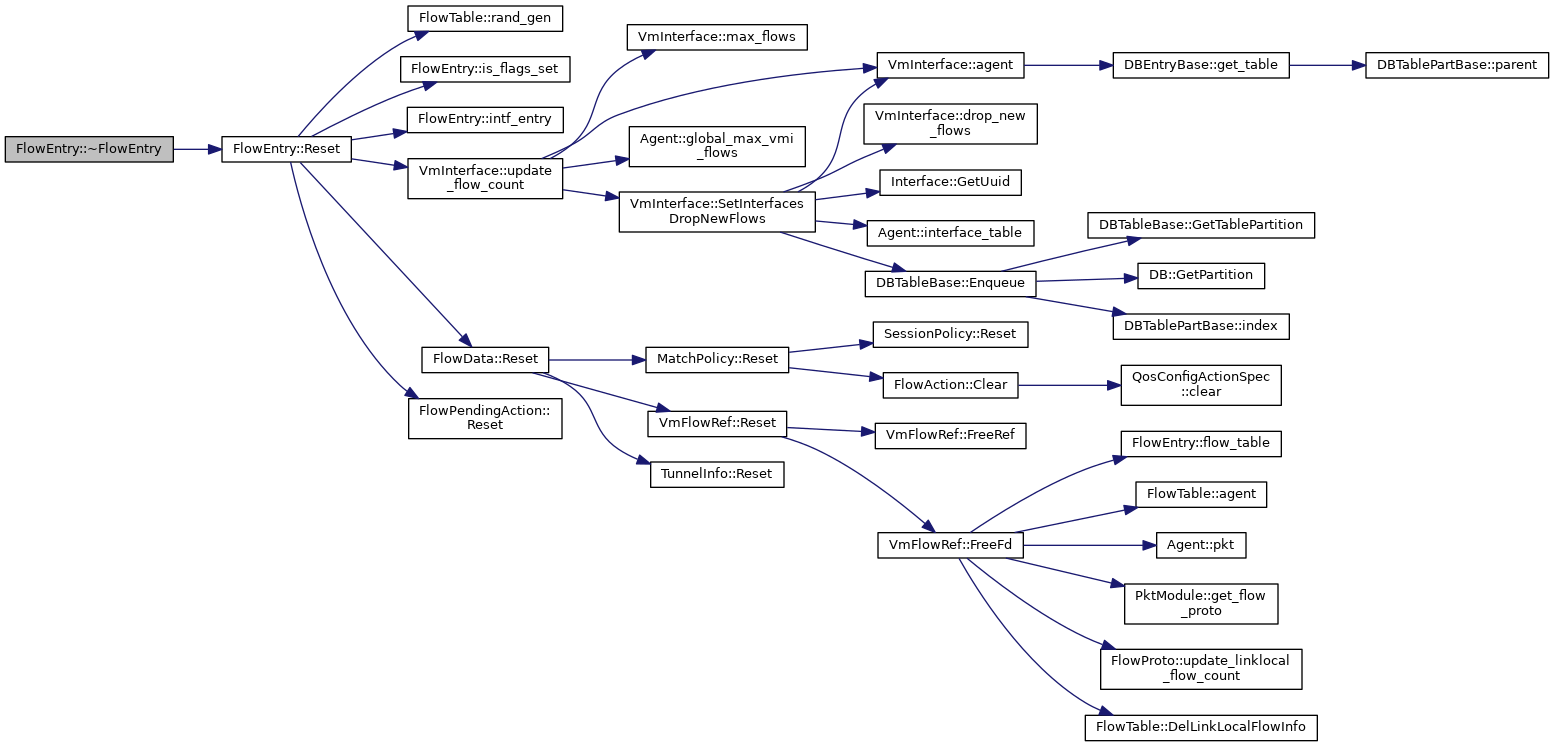 FlowEntry::~FlowEntry
FlowEntry::Reset
FlowTable::rand_gen
FlowEntry::is_flags_set
FlowEntry::intf_entry
VmInterface::update
_flow_count
VmInterface::max_flows
Agent::global_max_vmi
_flows
VmInterface::SetInterfaces
DropNewFlows
VmInterface::agent
DBEntryBase::get_table
DBTablePartBase::parent
VmInterface::drop_new
_flows
Interface::GetUuid
Agent::interface_table
DBTableBase::Enqueue
DBTableBase::GetTablePartition
DB::GetPartition
DBTablePartBase::index
FlowData::Reset
FlowPendingAction::
Reset
MatchPolicy::Reset
SessionPolicy::Reset
FlowAction::Clear
QosConfigActionSpec
::clear
VmFlowRef::Reset
TunnelInfo::Reset
VmFlowRef::FreeRef
VmFlowRef::FreeFd
FlowEntry::flow_table
FlowTable::agent
Agent::pkt
PktModule::get_flow
_proto
FlowProto::update_linklocal
_flow_count
FlowTable::DelLinkLocalFlowInfo